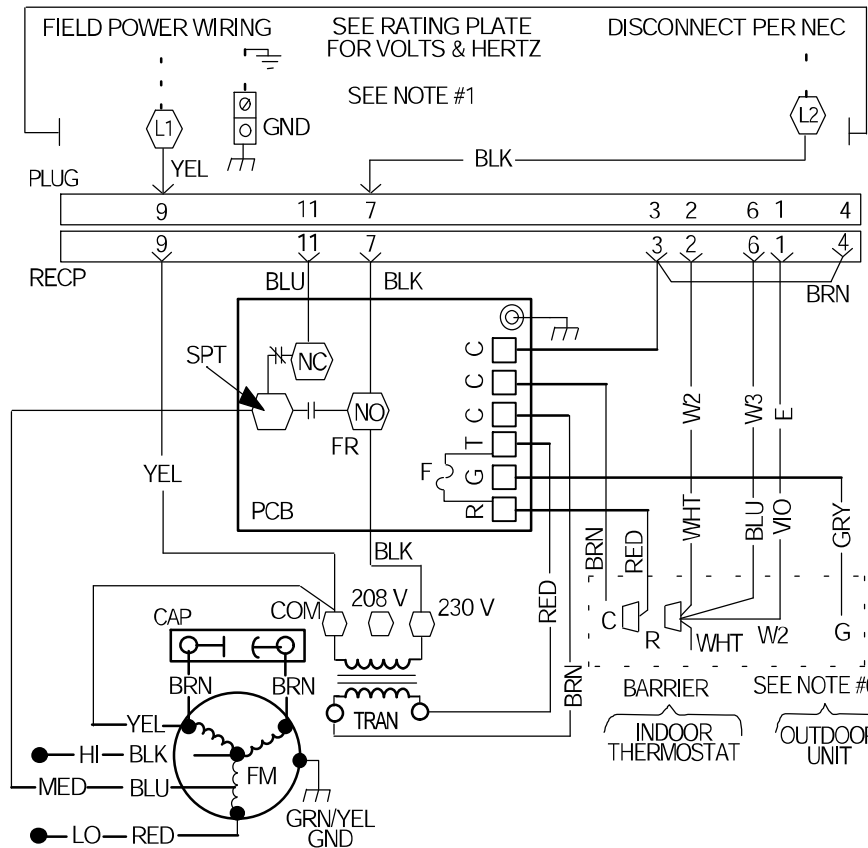 FIELD POWER WIRING
SEE RATING PLATE
FOR VOLTS & HERTZ
DISCONNECT PER NEC
SEE NOTE #1
L1
GND
L2
YEL
BLK
PLUG
9 11 7 3 2 6 1 4
9 11 7 3 2 6 1 4
RECP
BLU
BLK
BRN
SPT
NC
C
C
NO
C
W2
W3
E
FR
T
YEL
F
G
R
PCB
WHT
BLU
VIO
GRY
BLK
BRN
RED
208 V
COM
230 V
RED
CAP
C
R
WHT
W2
G
BRN
BRN
BRN
BARRIER
SEE NOTE #6
TRAN
YEL
INDOOR
THERMOSTAT
OUTDOOR
UNIT
HI
BLK
FM
MED
BLU
GRN/YEL
GND
LO
RED